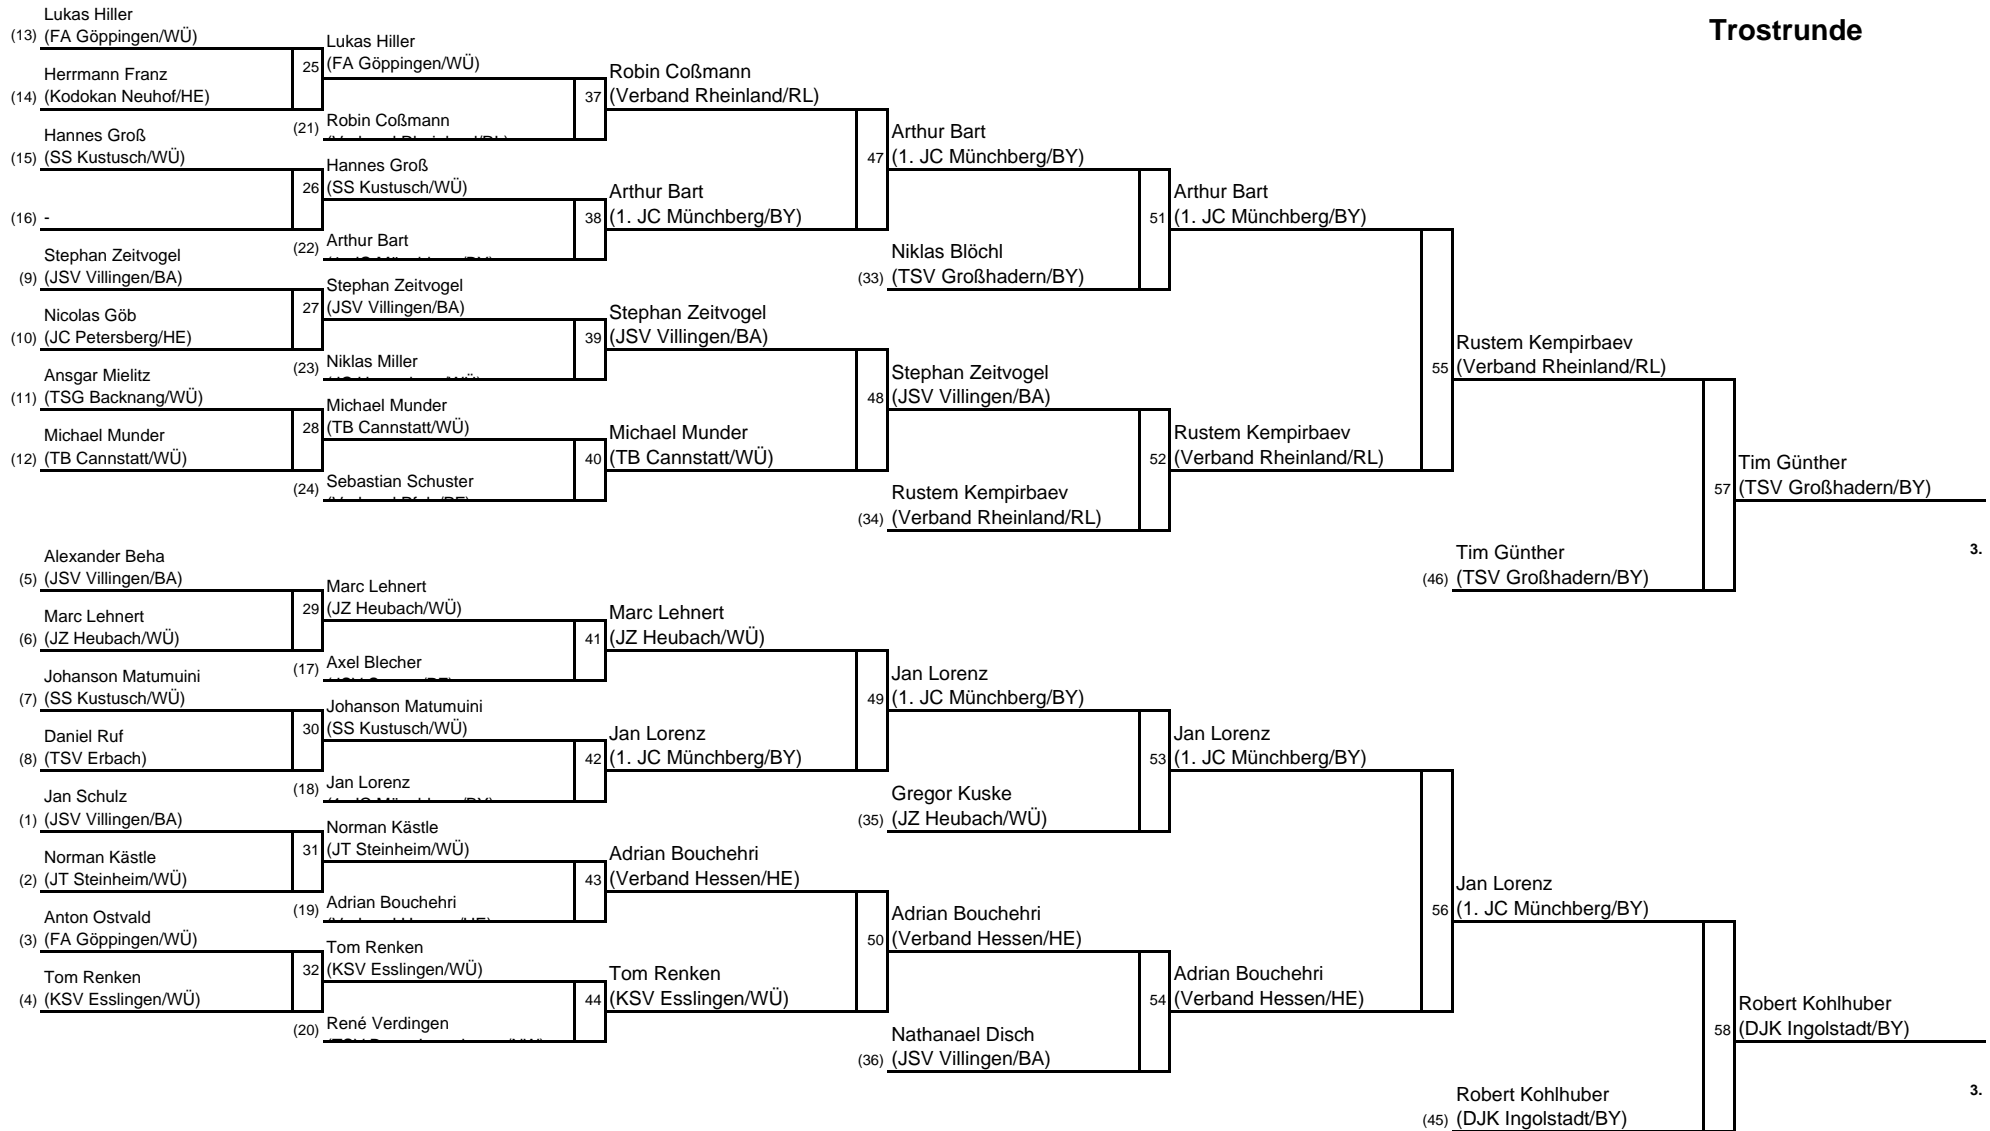 Trostrunde
Lukas Hiller
(13) (FA Göppingen/WÜ)
Herrmann Franz
(14) (Kodokan Neuhof/HE)
Hannes Groß
(15) (SS Kustusch/WÜ)
(16) -
Stephan Zeitvogel
(9) (JSV Villingen/BA)
Nicolas Göb
(10) (JC Petersberg/HE)
Ansgar Mielitz
(11) (TSG Backnang/WÜ)
Michael Munder
(12) (TB Cannstatt/WÜ)
Alexander Beha
(5) (JSV Villingen/BA)
Marc Lehnert
(6) (JZ Heubach/WÜ)
Johanson Matumuini
(7) (SS Kustusch/WÜ)
Daniel Ruf
(8) (TSV Erbach)
Jan Schulz
(1) (JSV Villingen/BA)
Norman Kästle
(2) (JT Steinheim/WÜ)
Anton Ostvald
(3) (FA Göppingen/WÜ)
Tom Renken
(4) (KSV Esslingen/WÜ)
Lukas Hiller
25 (FA Göppingen/WÜ)
(21) Robin Coßmann
Hannes Groß
26 (SS Kustusch/WÜ)
(22) Arthur Bart
Stephan Zeitvogel
27 (JSV Villingen/BA)
(23) Niklas Miller
Michael Munder
28 (TB Cannstatt/WÜ)
(24) Sebastian Schuster
Marc Lehnert
29 (JZ Heubach/WÜ)
(17) Axel Blecher
Johanson Matumuini
30 (SS Kustusch/WÜ)
(18) Jan Lorenz
Norman Kästle
31 (JT Steinheim/WÜ)
(19) Adrian Bouchehri
Tom Renken
32 (KSV Esslingen/WÜ)
(20) René Verdingen
Robin Coßmann
37 (Verband Rheinland/RL)
Arthur Bart
38 (1. JC Münchberg/BY)
Stephan Zeitvogel
39 (JSV Villingen/BA)
Michael Munder
40 (TB Cannstatt/WÜ)
Marc Lehnert
41 (JZ Heubach/WÜ)
Jan Lorenz
42 (1. JC Münchberg/BY)
Adrian Bouchehri
43 (Verband Hessen/HE)
Tom Renken
44 (KSV Esslingen/WÜ)
Arthur Bart
47 (1. JC Münchberg/BY)
Niklas Blöchl
(33) (TSV Großhadern/BY)
Stephan Zeitvogel
48 (JSV Villingen/BA)
Rustem Kempirbaev
(34) (Verband Rheinland/RL)
Jan Lorenz
49 (1. JC Münchberg/BY)
Gregor Kuske
(35) (JZ Heubach/WÜ)
Adrian Bouchehri
50 (Verband Hessen/HE)
Nathanael Disch
(36) (JSV Villingen/BA)
Arthur Bart
51 (1. JC Münchberg/BY)
Rustem Kempirbaev
52 (Verband Rheinland/RL)
Jan Lorenz
53 (1. JC Münchberg/BY)
Adrian Bouchehri
54 (Verband Hessen/HE)
Rustem Kempirbaev
55 (Verband Rheinland/RL)
Tim Günther
(46) (TSV Großhadern/BY)
Jan Lorenz
56 (1. JC Münchberg/BY)
Robert Kohlhuber
(45) (DJK Ingolstadt/BY)
Tim Günther
57 (TSV Großhadern/BY)
3.
Robert Kohlhuber
58 (DJK Ingolstadt/BY)
3.